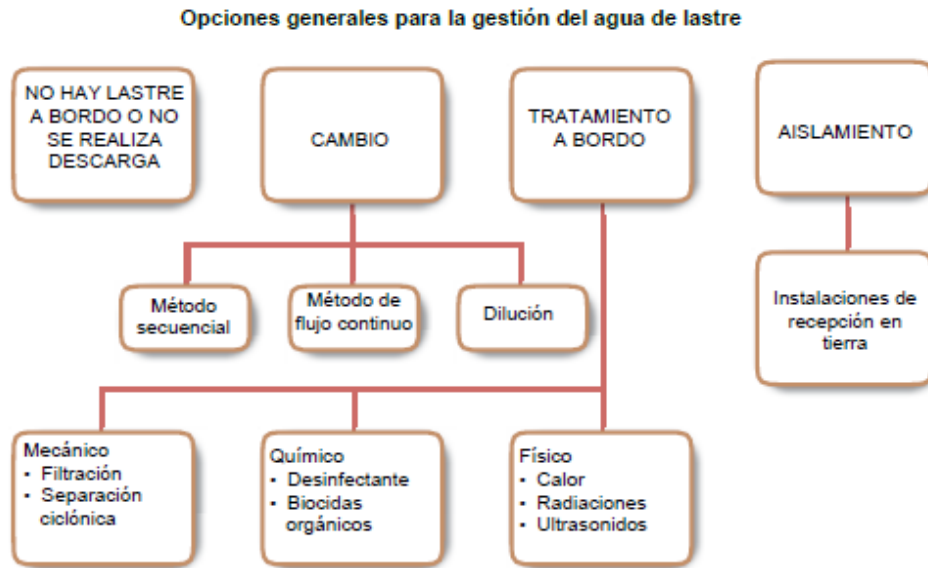 Opciones generales para la gestión del agua de lastre
NO HAY LASTRE
A BORDO O NO
SE REALIZA
DESCARGA
CAMBIO
TRATAMIENTO
A BORDO
AISLAMIENTO
Método
secuencial
Método de
flujo continuo
Dilución
Instalaciones de
recepción en
tierra
Mecánico
▪ Filtración
▪ Separación
ciclónica
Químico
▪ Desinfectante
▪ Biocidas
orgánicos
Físico
▪ Calor
▪ Radiaciones
▪ Ultrasonidos